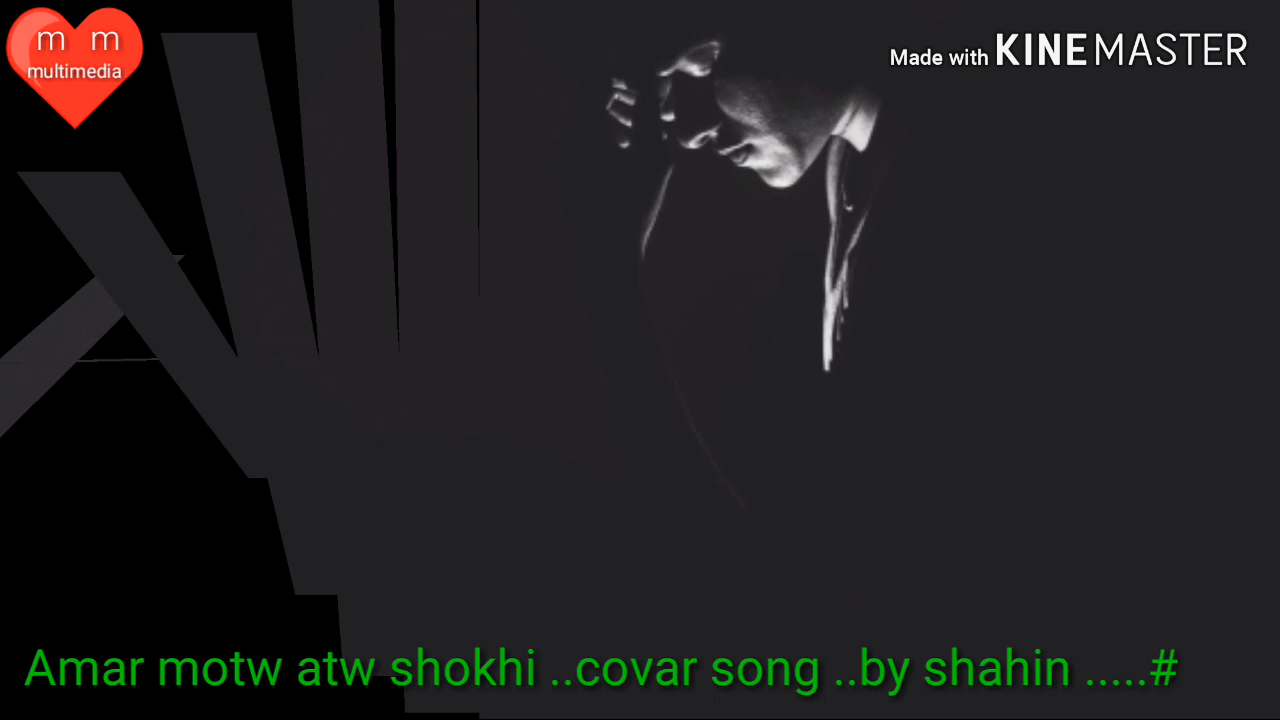 m m
multimedia
Made with KINEMASTER
Amar motw atw shokhi ..covar song ..by shahin .....#